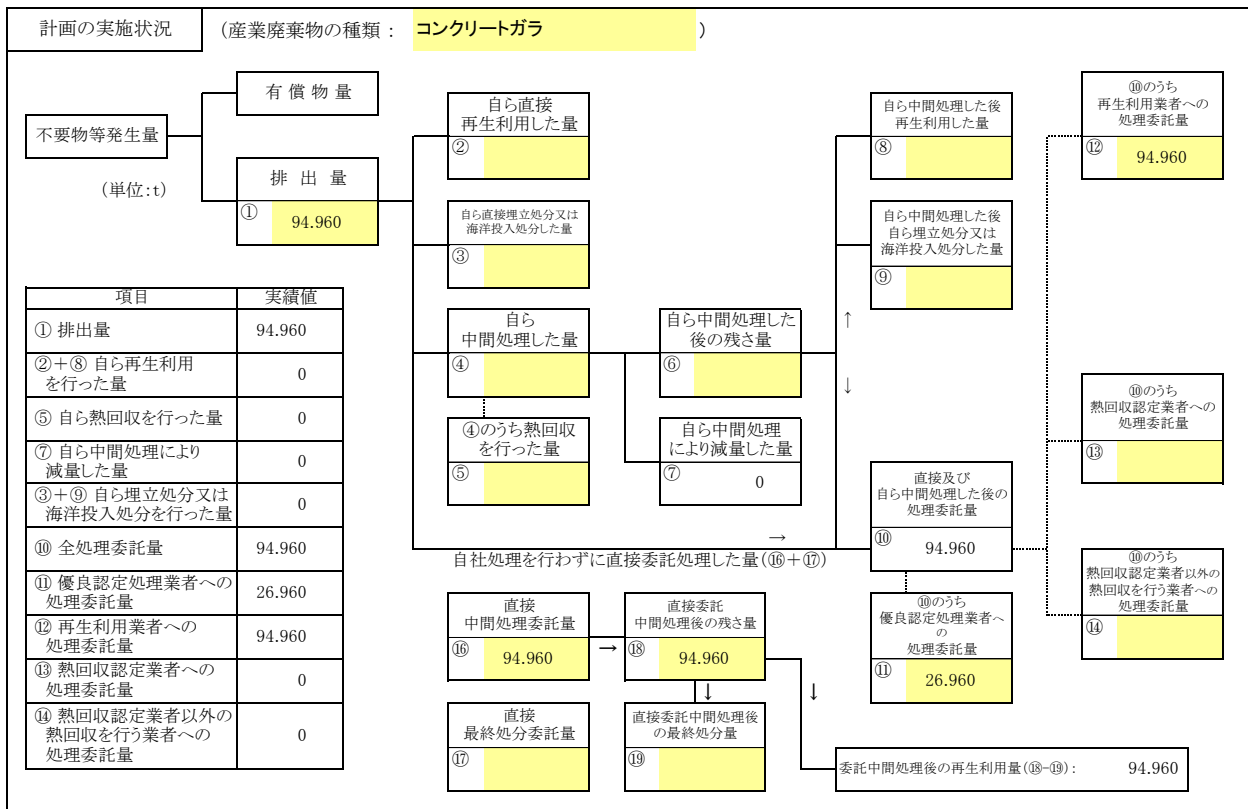 計画の実施状況
(産業廃棄物の種類： コンクリートガラ )
不要物等発生量
(単位:t)
有 償 物 量
排 出 量
① 94.960
自ら直接
再生利用した量
②
自ら直接埋立処分又は
海洋投入処分した量
③
自ら
中間処理した量
④
④のうち熱回収
を行った量
⑤
自ら中間処理した
後の残さ量
⑥
自ら中間処理
により減量した量
⑦ 0
自ら中間処理した後
再生利用した量
⑧
自ら中間処理した後
自ら埋立処分又は
海洋投入処分した量
⑨
↑
↓
⑩のうち
再生利用業者への
処理委託量
⑫ 94.960
⑩のうち
熱回収認定業者への
処理委託量
⑬
⑩のうち
熱回収認定業者以外の
熱回収を行う業者への
処理委託量
⑭
直接及び
自ら中間処理した後の
処理委託量
⑩ 94.960
⑩のうち
優良認定処理業者へ
の
処理委託量
⑪ 26.960
→
自社処理を行わずに直接委託処理した量(⑯＋⑰)
直接
中間処理委託量
⑯ 94.960
→
直接委託
中間処理後の残さ量
⑱ 94.960
↓
↓
直接
最終処分委託量
⑰
直接委託中間処理後
の最終処分量
⑲
委託中間処理後の再生利用量(⑱-⑲)： 94.960
項目 実績値
① 排出量 94.960
②＋⑧ 自ら再生利用
を行った量 0
⑤ 自ら熱回収を行った量 0
⑦ 自ら中間処理により
減量した量 0
③＋⑨ 自ら埋立処分又は
海洋投入処分を行った量 0
⑩ 全処理委託量 94.960
⑪ 優良認定処理業者への
処理委託量 26.960
⑫ 再生利用業者への
処理委託量 94.960
⑬ 熱回収認定業者への
処理委託量 0
⑭ 熱回収認定業者以外の
熱回収を行う業者への
処理委託量 0